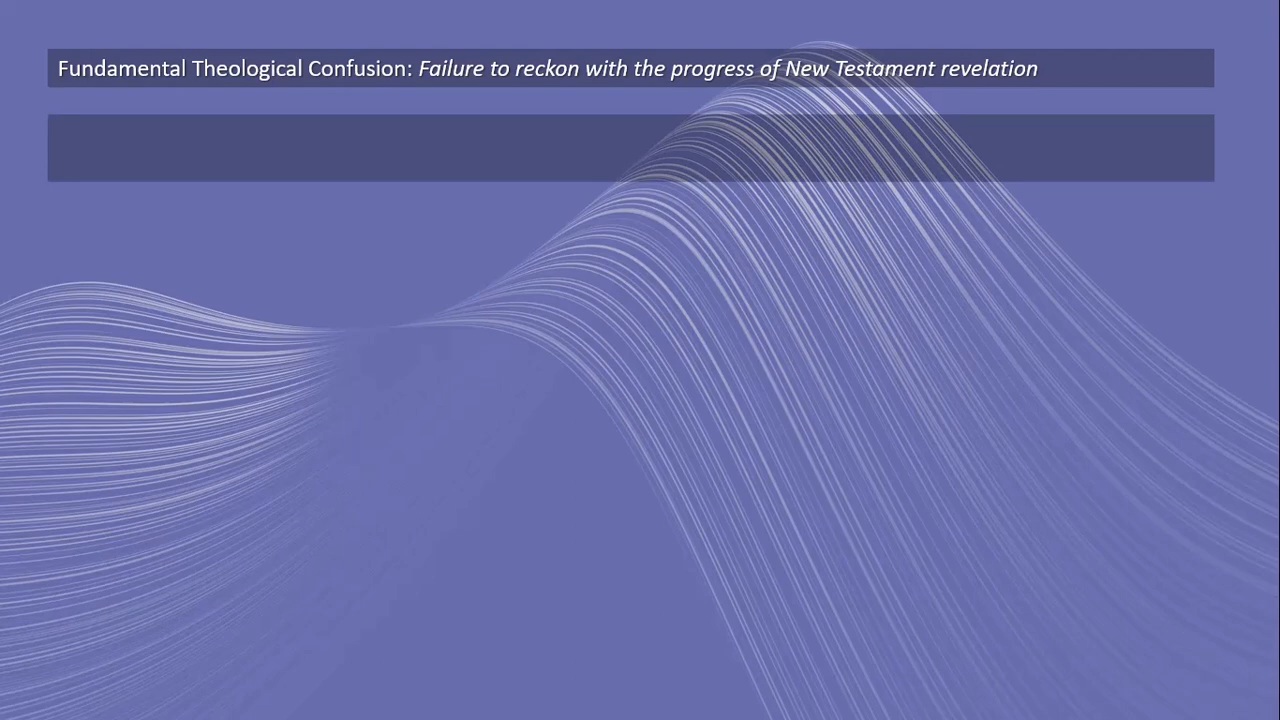 Fundamental Theological Confusion: Failure to reckon with the progress of New Testament revelation